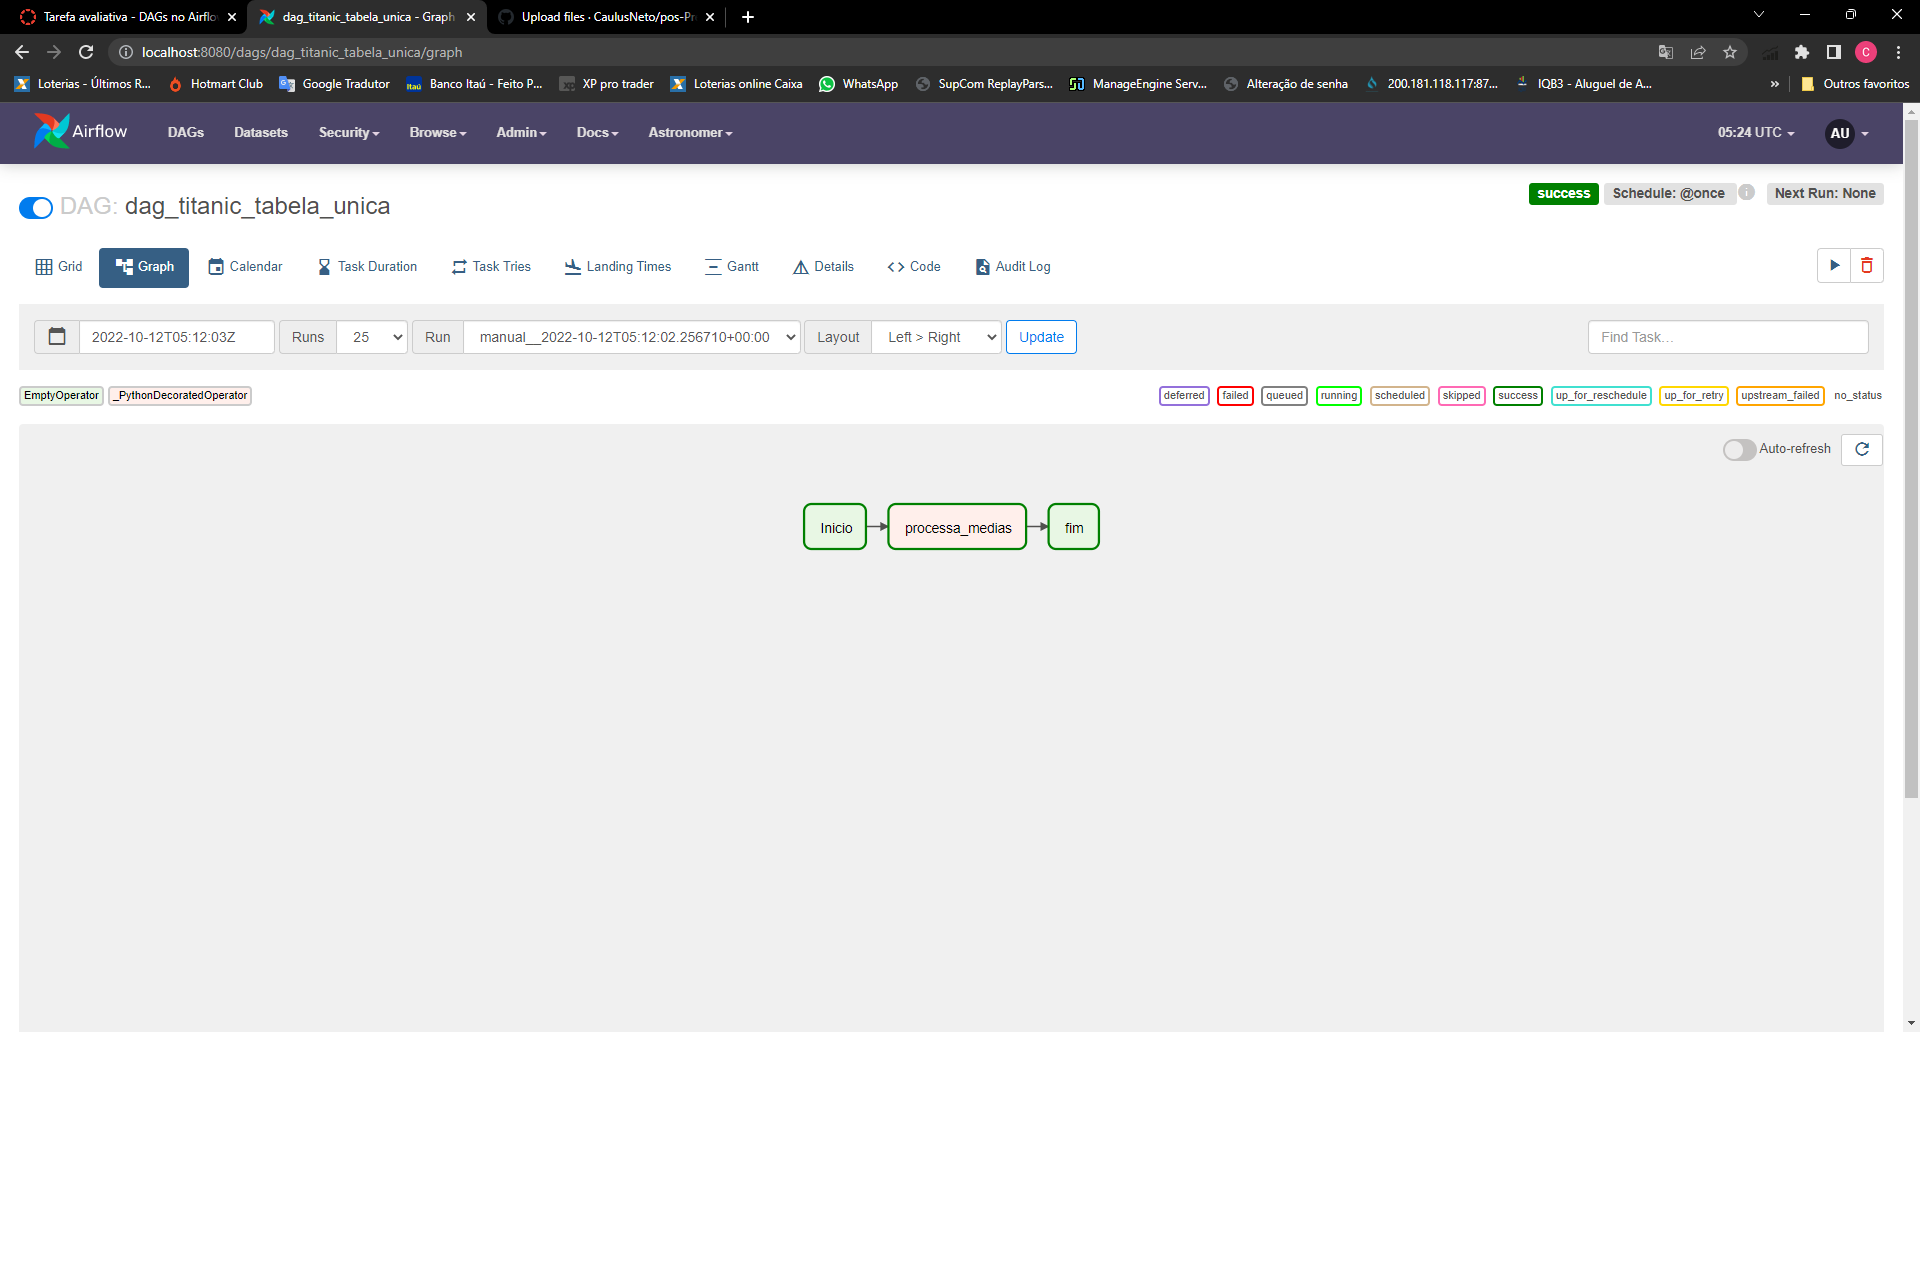 Tarefa avaliativa - DAGs no Airflo
dag_titanic_tabela_unica - Graph
Upload files · CaulusNeto/pos-Pr
localhost:8080/dags/dag_titanic_tabela_unica/graph
C
Loterias - Últimos R...
Hotmart Club
Google Tradutor
Itaú
Banco Itaú - Feito P...
XP pro trader
Loterias online Caixa
WhatsApp
SupCom ReplayPars...
ManageEngine Serv...
Alteração de senha
200.181.118.117:87...
IQB3 - Aluguel de A...
»
Outros favoritos
Airflow
DAGs
Datasets
Security
Browse
Admin
Docs
Astronomer
05:24 UTC
AU
DAG: dag_titanic_tabela_unica
success
Schedule: @once
i
Next Run: None
Grid
Graph
Calendar
Task Duration
Task Tries
Landing Times
Gantt
Details
Code
Audit Log
2022-10-12T05:12:03Z
Runs
25
Run
manual__2022-10-12T05:12:02.256710+00:00
Layout
Left > Right
Update
Find Task...
EmptyOperator
_PythonDecoratedOperator
deferred
failed
queued
running
scheduled
skipped
success
up_for_reschedule
up_for_retry
upstream_failed
no_status
Auto-refresh
Inicio
processa_medias
fim